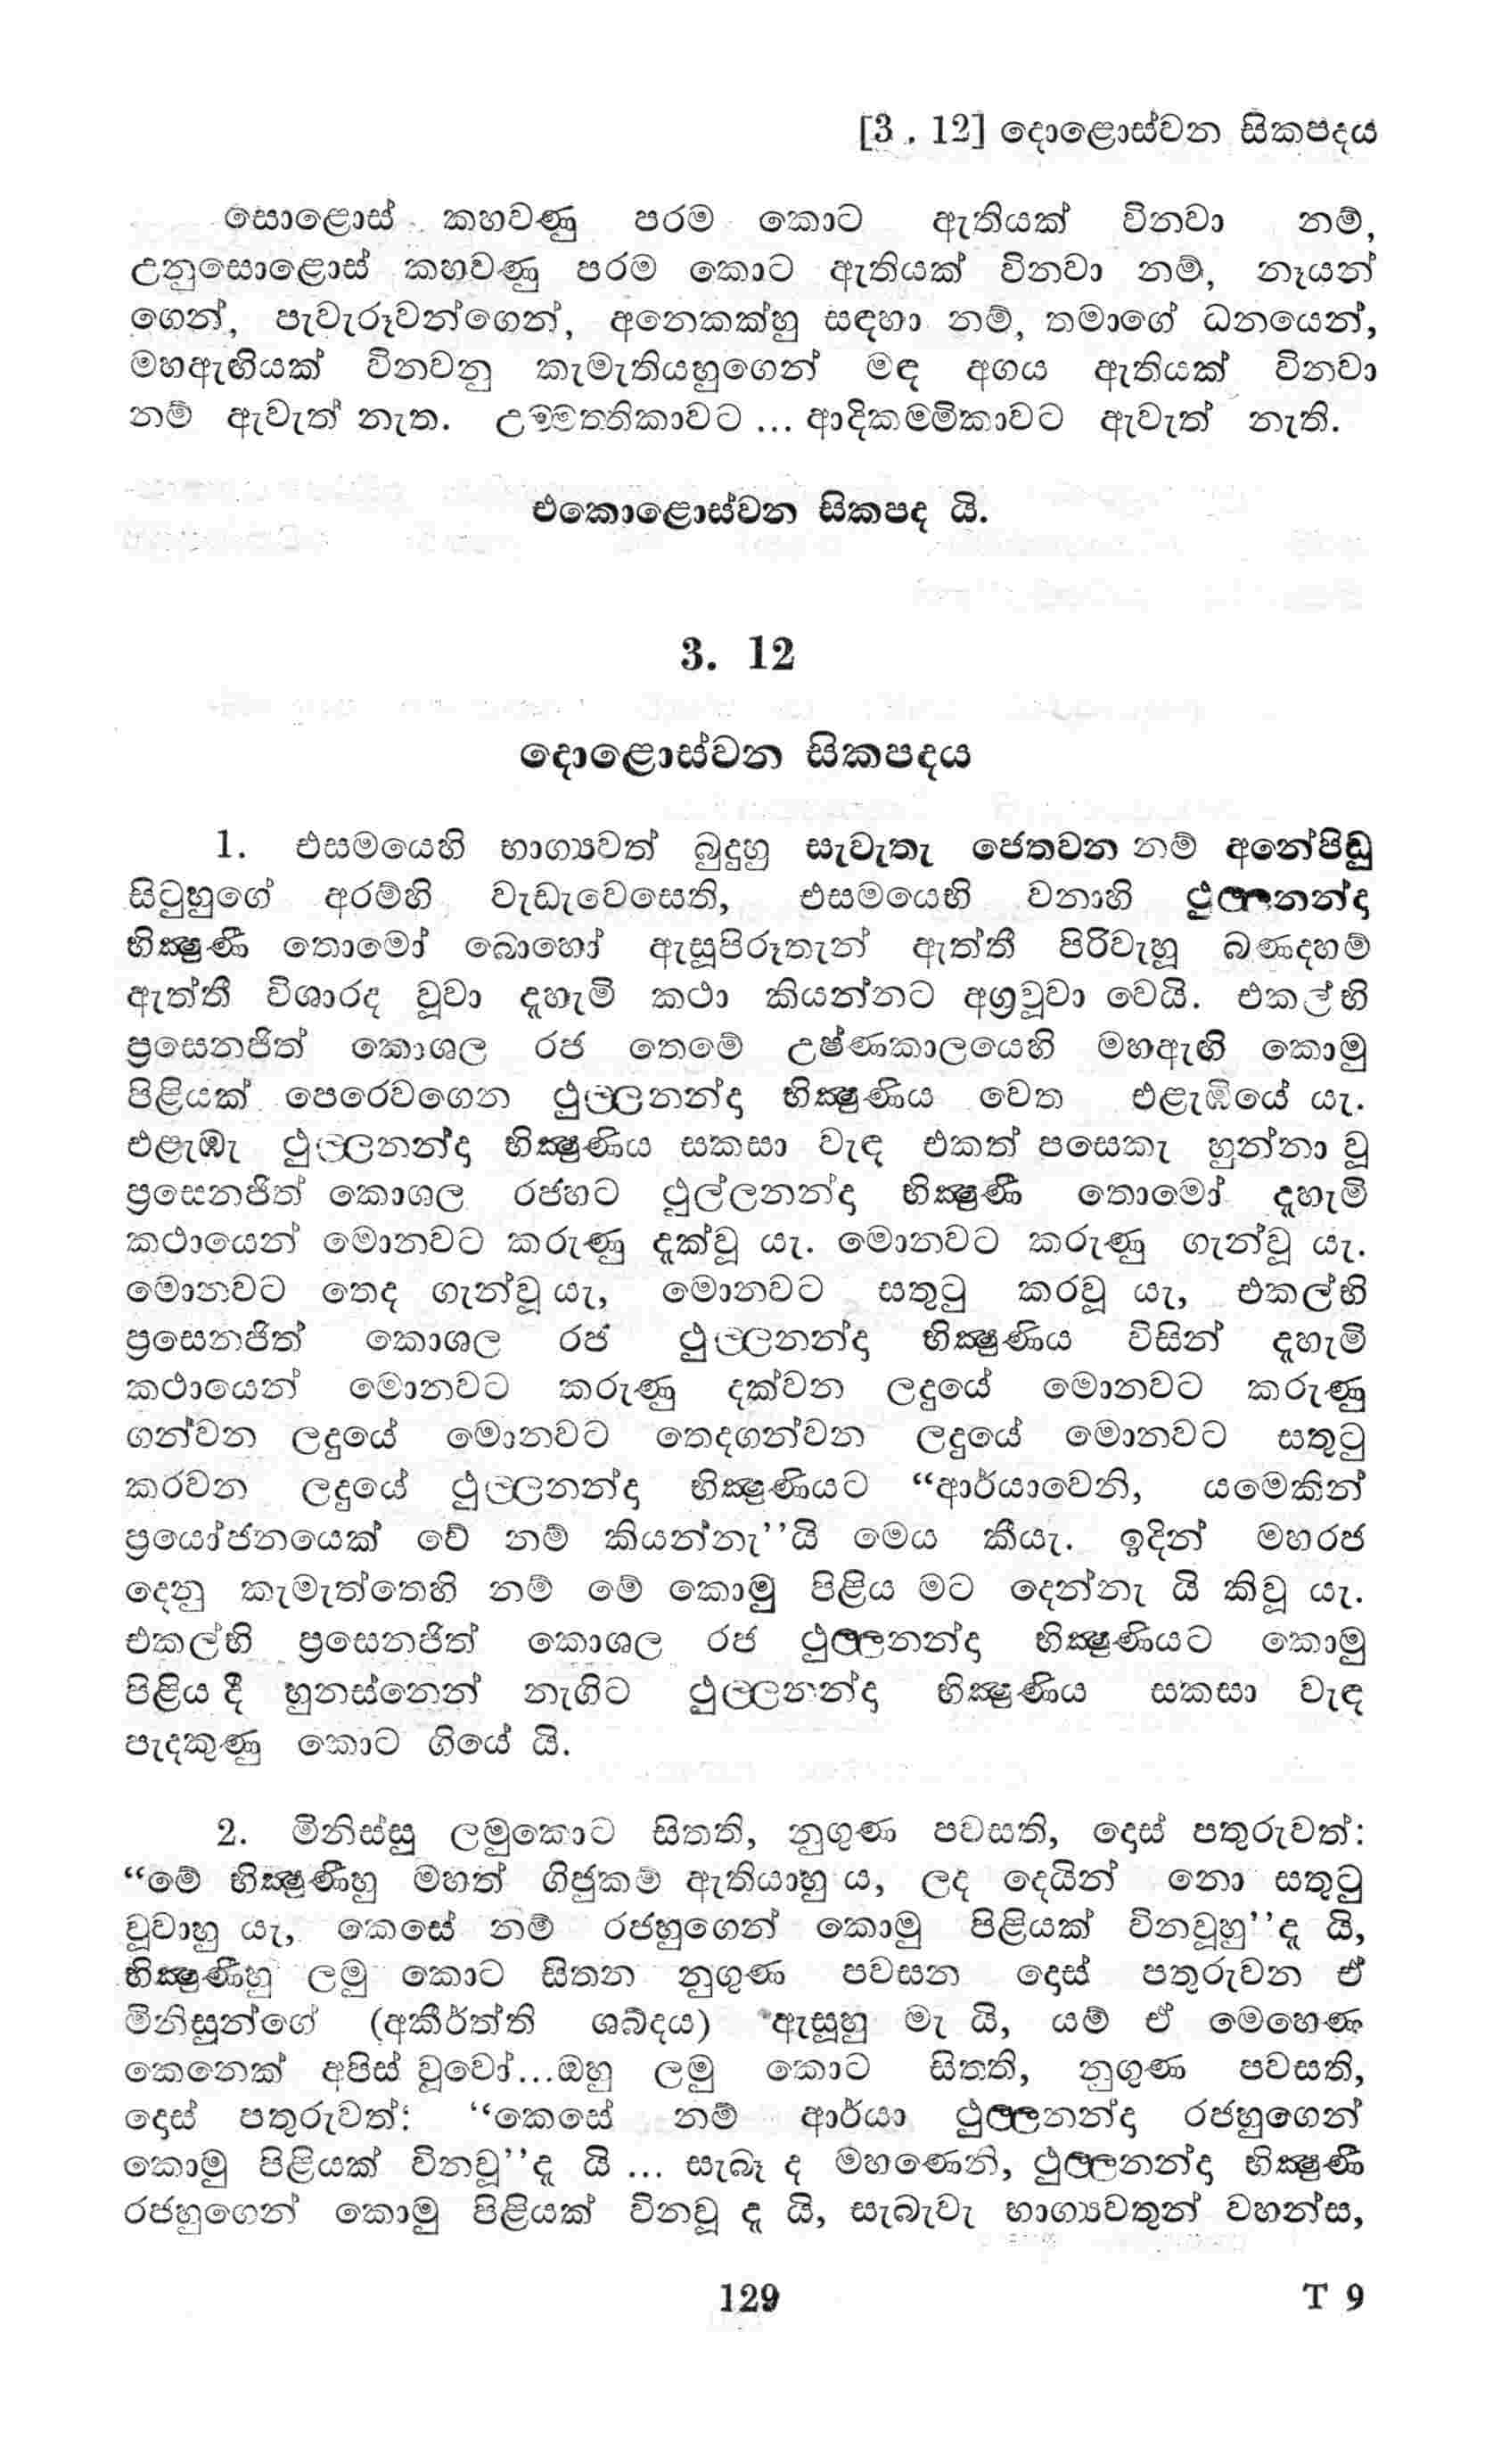 [3 . 12] දොළොස්වන සිකපදය
සොළොස් කහවණු පරම කොට ඇතියක් විනවා නම්,
උනුසොළොස් කහවණු පරම කොට ඇතියක් විනවා නම්, නෑයන්
ගෙන්, පැවැරූවන්ගෙන්, අනෙකක්හු සඳහා නම්, තමාගේ ධනයෙන්,
මහඇඟියක් විනවනු කැමැතියහුගෙන් මඳ අගය ඇතියක් විනවා
නම් ඇවැත් නැත. උම්මත්තිකාවට ... ආදිකම්මිකාවට ඇවැත් නැති.
එකොළොස්වන සිකපද යි.
3. 12
දොළොස්වන සිකපදය
1. එසමයෙහි භාග්‍යවත් බුදුහු සැවැතැ ජෙතවන නම් අනේපිඬු
සිටුහුගේ අරම්හි වැඩැවෙසෙති, එසමයෙහි වනාහි ථුල්ලනන්දා
භික්‍ෂුණී තොමෝ බොහෝ ඇසූපිරූතැන් ඇත්තී පිරිවැහූ බණදහම්
ඇත්තී විශාරද වූවා දැහැමි කථා කියන්නට අග්‍රවූවා වෙයි. එකල්හි
ප්‍රසෙනජිත් කොශල රජ තෙමේ උෂ්ණකාලයෙහි මහඇඟි කොමු
පිළියක් පෙරෙවගෙන ථුල්ලනන්දා භික්‍ෂුණිය වෙත එළැඹියේ යැ.
එළැඹැ ථුල්ලනන්දා භික්‍ෂුණිය සකසා වැඳ එකත් පසෙකැ හුන්නා වූ
ප්‍රසෙනජිත් කොශල රජහට ථුල්ලනන්දා භික්‍ෂුණී තොමෝ දැහැමි
කථායෙන් මොනවට කරුණු දැක්වූ යැ. මොනවට කරුණු ගැන්වූ යැ.
මොනවට තෙද ගැන්වූ යැ, මොනවට සතුටු කරවූ යැ, එකල්හි
ප්‍රසෙනජිත් කොශල රජ ථුල්ලනන්දා භික්‍ෂුණිය විසින් දැහැමි
කථායෙන් මොනවට කරුණු දක්වන ලදුයේ මොනවට කරුණු
ගන්වන ලදුයේ මොනවට තෙදගන්වන ලදුයේ මොනවට සතුටු
කරවන ලදුයේ ථුල්ලනන්දා භික්‍ෂුණියට “ආර්යාවෙනි, යමෙකින්
ප්‍රයෝජනයෙක් වේ නම් කියන්නැ’’යි මෙය කීයැ. ඉදින් මහරජ
දෙනු කැමැත්තෙහි නම් මේ කොමු පිළිය මට දෙන්නැ යි කිවූ යැ.
එකල්හි ප්‍රසෙනජිත් කොශල රජ ථුල්ලනන්දා භික්‍ෂුණියට කොමු
පිළිය දී හුනස්නෙන් නැගිට ථුල්ලනන්දා භික්‍ෂුණිය සකසා වැඳ
පැදකුණු කොට ගියේ යි.
2. මිනිස්සු ලමුකොට සිතති, නුගුණ පවසති, දොස් පතුරුවත්:
“මේ භික්‍ෂුණීහු මහත් ගිජුකම් ඇතියාහු ය, ලද දෙයින් නො සතුටු
වූවාහු යැ, කෙසේ නම් රජහුගෙන් කොමු පිළියක් විනවූහු’’දැ යි,
භික්‍ෂුණීහු ලමු කොට සිතන නුගුණ පවසන දොස් පතුරුවන ඒ
මිනිසුන්ගේ (අකීර්ත්ති ශබ්දය) ඇසූහු මැ යි, යම් ඒ මෙහෙණ
කෙනෙක් අපිස් වූවෝ...ඔහු ලමු කොට සිතති, නුගුණ පවසති,
දොස් පතුරුවත්: “කෙසේ නම් ආර්යා ථුල්ලනන්දා රජහුගෙන්
කොමු පිළියක් විනවූ’’දැ යි ... සැබෑ ද මහණෙනි, ථුල්ලනන්දා භික්‍ෂුණී
රජහුගෙන් කොමු පිළියක් විනවූ දැ යි, සැබැවැ භාග්‍යවතුන් වහන්ස,
129
T 9